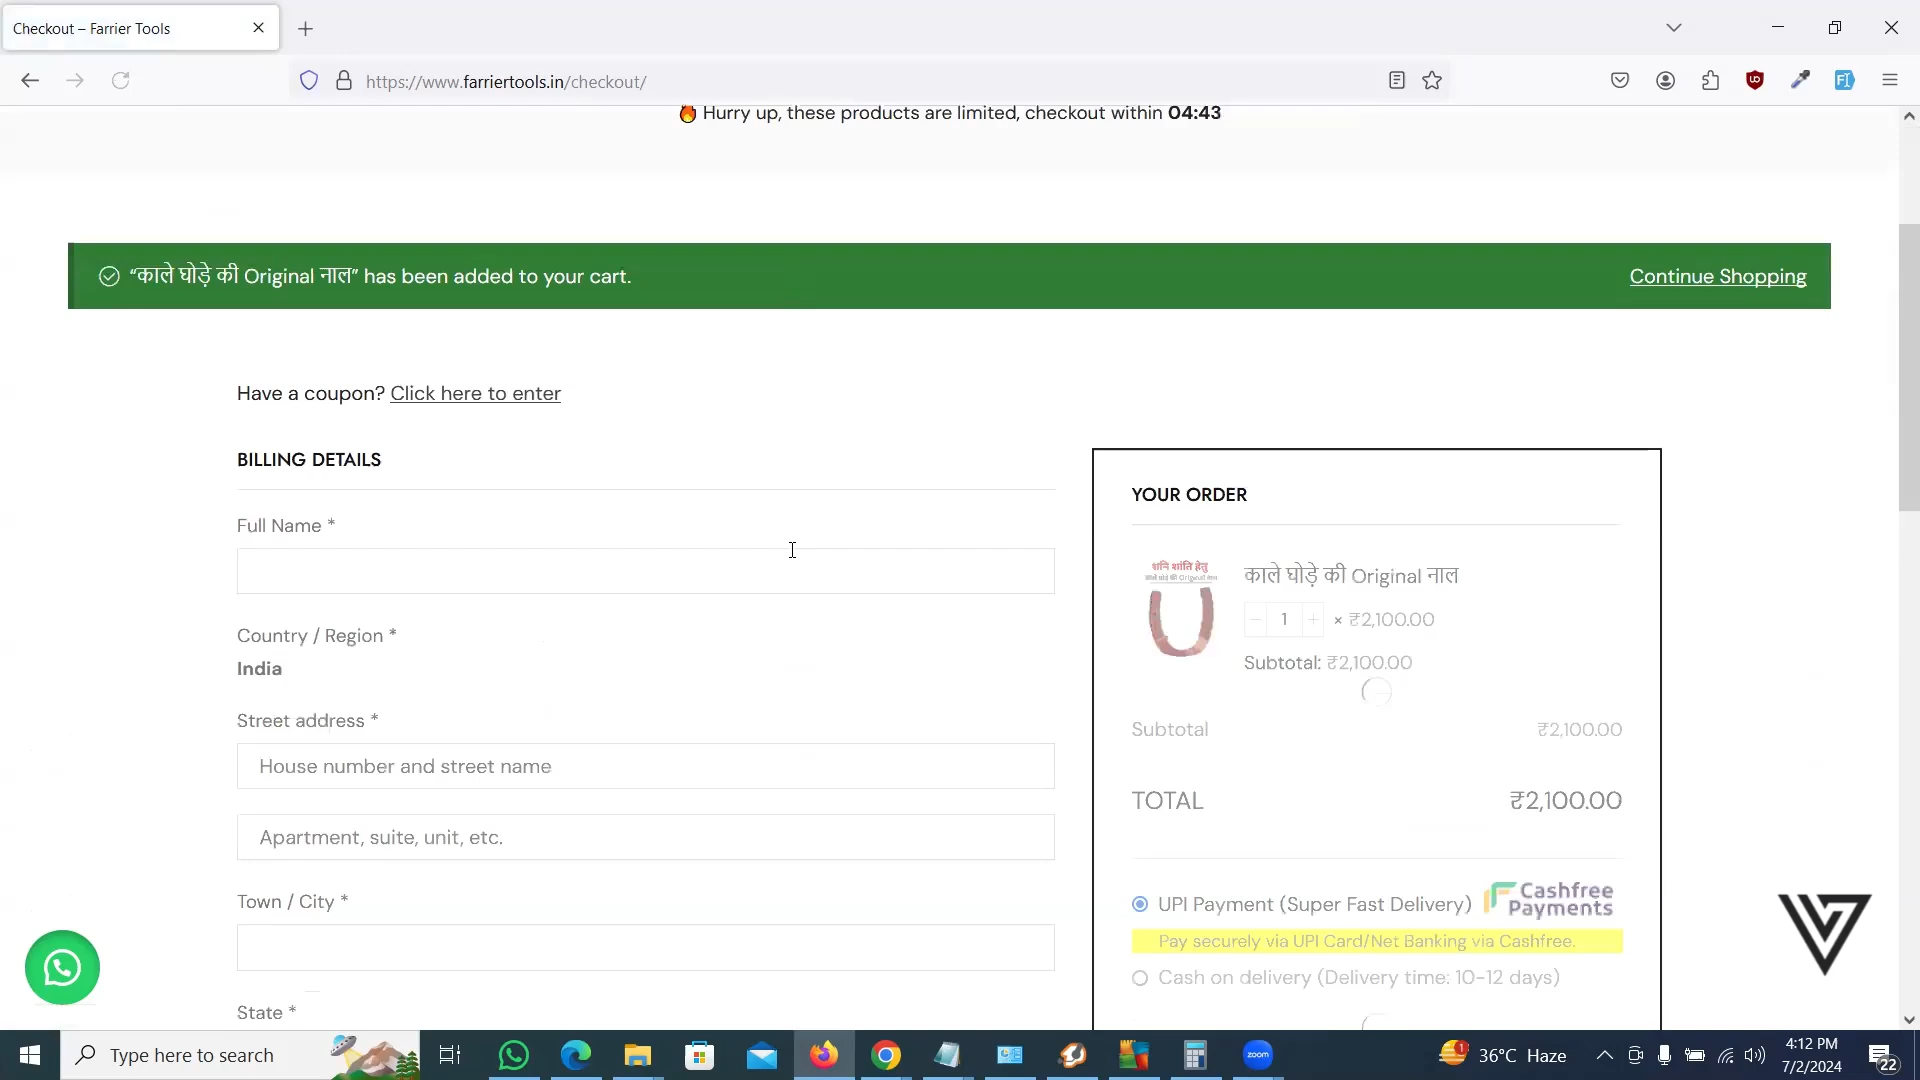 Checkout – Farrier Tools
https://www.farriertools.in/checkout/
🔥 Hurry up, these products are limited, checkout within 04:43
“काले घोड़े की Original नाल” has been added to your cart.
Continue Shopping
Have a coupon? Click here to enter
BILLING DETAILS
Full Name *
Country / Region *
India
Street address *
House number and street name
Apartment, suite, unit, etc.
Town / City *
State *
YOUR ORDER
शनि शांति हेतु
काले घोड़े की Original नाल
काले घोड़े की Original नाल
− 1 + × ₹2,100.00
Subtotal: ₹2,100.00
Subtotal ₹2,100.00
TOTAL ₹2,100.00
UPI Payment (Super Fast Delivery) Cashfree Payments
Pay securely via UPI Card/Net Banking via Cashfree.
Cash on delivery (Delivery time: 10-12 days)
Type here to search
zoom
1
36°C Haze
4:12 PM
7/2/2024
22